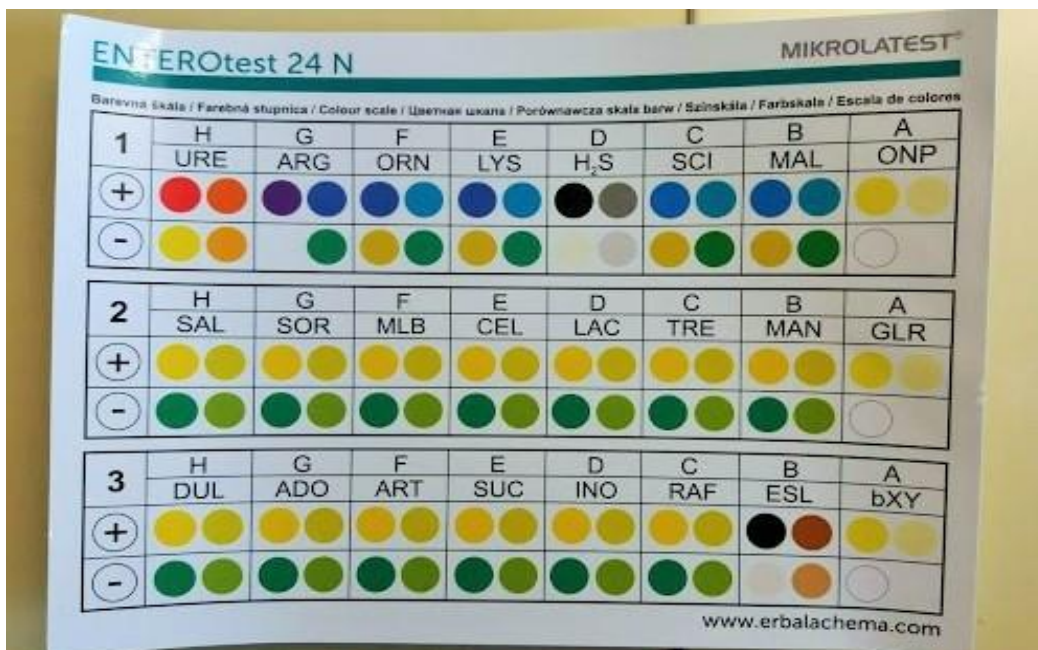 ENTEROtest 24 N
MIKROLATEST®
Barevná škála / Farebná stupnica / Colour scale / Цветная шкала / Porównawcza skala barw / Színskála / Farbskala / Escala de colores
1 H G F E D C B A
URE ARG ORN LYS H₂S SCI MAL ONP
+
-
2 H G F E D C B A
SAL SOR MLB CEL LAC TRE MAN GLR
+
-
3 H G F E D C B A
DUL ADO ART SUC INO RAF ESL bXY
+
-
www.erbalachema.com